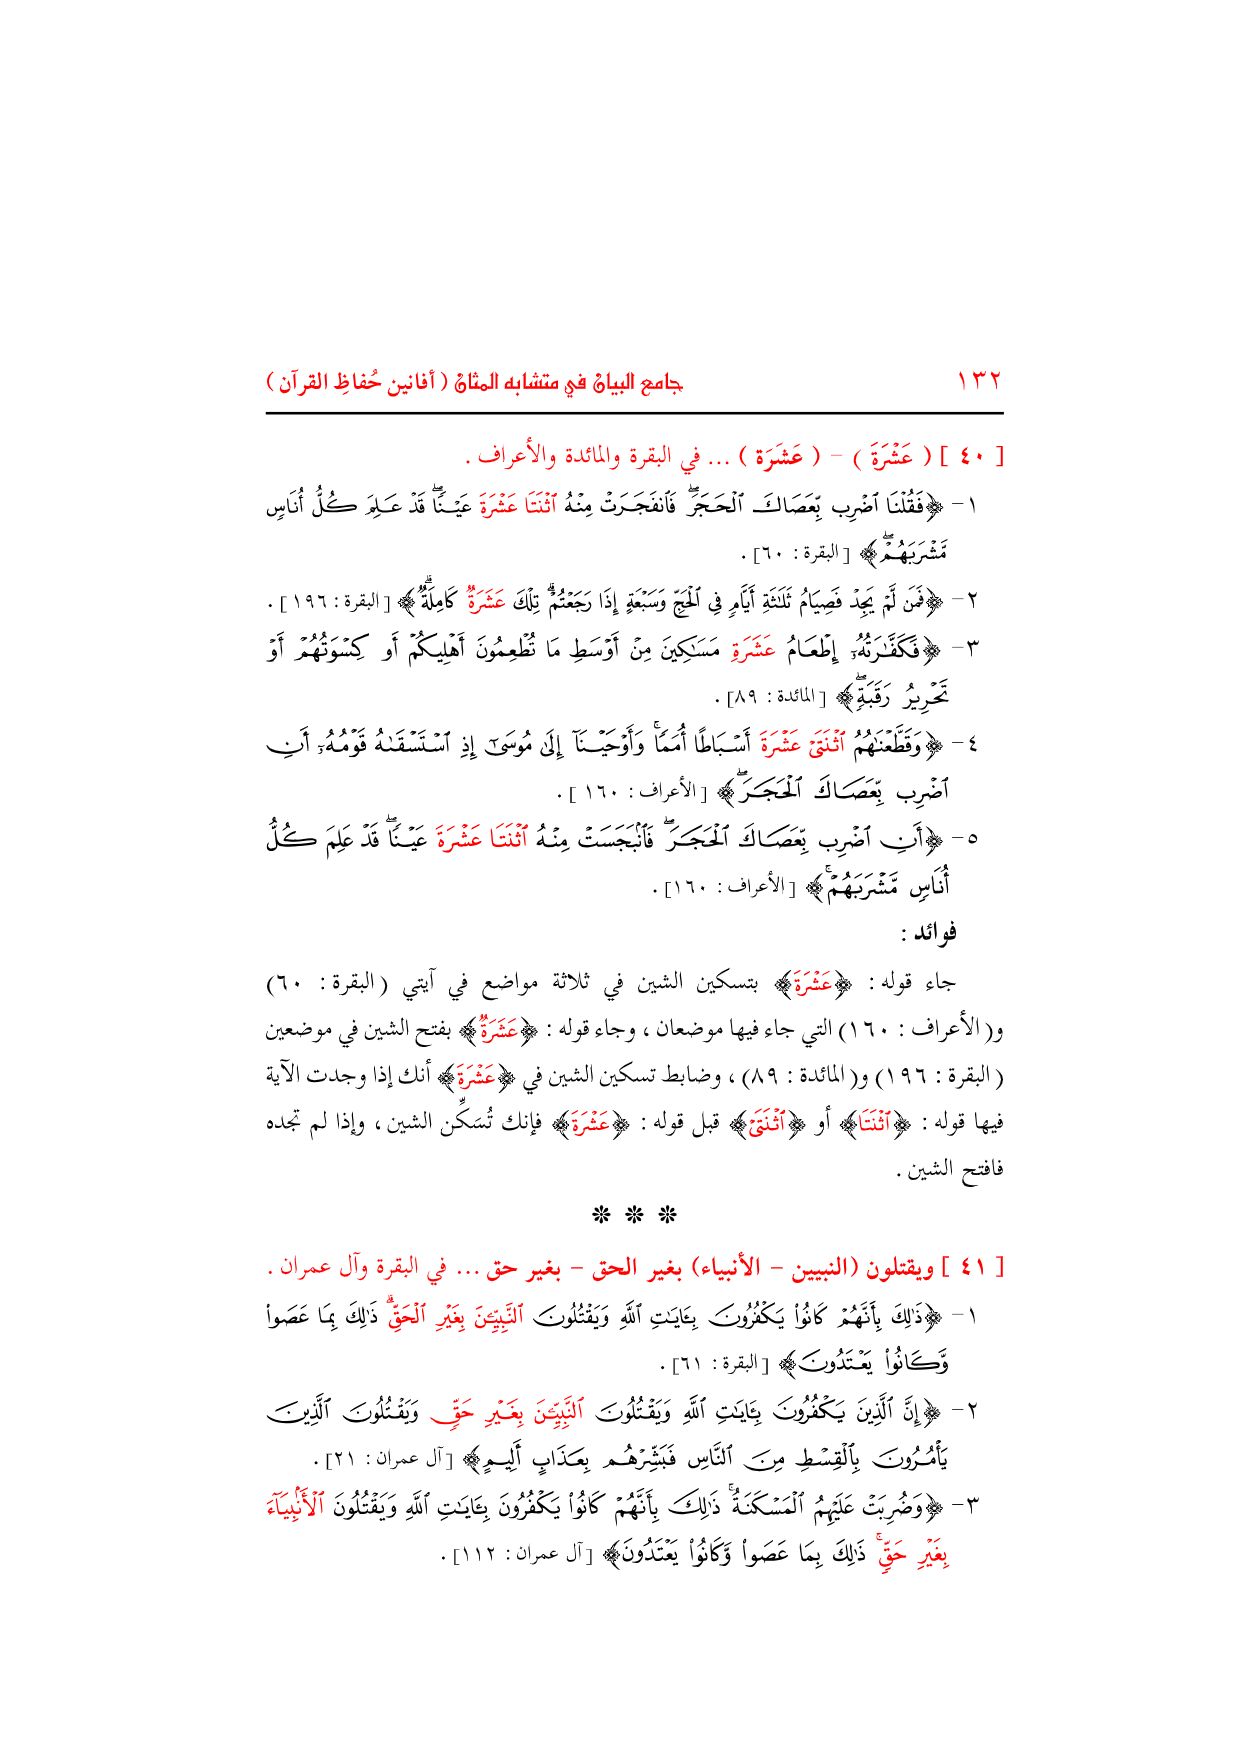 ١٣٢ جامع البيان في متشابه المثان ( أفانين حُفاظِ القرآن )
[ ٤٠ ] ( عَشۡرَةَ ) – ( عَشَرَة ) ... في البقرة والمائدة والأعراف .
١- ﴿فَقُلۡنَا ٱضۡرِب بِّعَصَاكَ ٱلۡحَجَرَۖ فَٱنفَجَرَتۡ مِنۡهُ ٱثۡنَتَا عَشۡرَةَ عَيۡنٗاۖ قَدۡ عَلِمَ كُلُّ أُنَاسٖ
مَّشۡرَبَهُمۡۖ﴾ [البقرة : ٦٠] .
٢- ﴿فَمَن لَّمۡ يَجِدۡ فَصِيَامُ ثَلَٰثَةِ أَيَّامٖ فِي ٱلۡحَجِّ وَسَبۡعَةٍ إِذَا رَجَعۡتُمۡۗ تِلۡكَ عَشَرَةٞ كَامِلَةٞۗ﴾ [البقرة : ١٩٦] .
٣- ﴿فَكَفَّٰرَتُهُۥٓ إِطۡعَامُ عَشَرَةِ مَسَٰكِينَ مِنۡ أَوۡسَطِ مَا تُطۡعِمُونَ أَهۡلِيكُمۡ أَوۡ كِسۡوَتُهُمۡ أَوۡ
تَحۡرِيرُ رَقَبَةٖۖ﴾ [المائدة : ٨٩] .
٤- ﴿وَقَطَّعۡنَٰهُمُ ٱثۡنَتَيۡ عَشۡرَةَ أَسۡبَاطًا أُمَمٗاۚ وَأَوۡحَيۡنَآ إِلَىٰ مُوسَىٰٓ إِذِ ٱسۡتَسۡقَىٰهُ قَوۡمُهُۥٓ أَنِ
ٱضۡرِب بِّعَصَاكَ ٱلۡحَجَرَۖ﴾ [الأعراف : ١٦٠ ] .
٥- ﴿أَنِ ٱضۡرِب بِّعَصَاكَ ٱلۡحَجَرَۖ فَٱنۢبَجَسَتۡ مِنۡهُ ٱثۡنَتَا عَشۡرَةَ عَيۡنٗاۖ قَدۡ عَلِمَ كُلُّ
أُنَاسٖ مَّشۡرَبَهُمۡۚ﴾ [الأعراف : ١٦٠] .
فوائد :
جاء قوله : ﴿عَشۡرَةَ﴾ بتسكين الشين في ثلاثة مواضع في آيتي (البقرة : ٦٠)
و(الأعراف : ١٦٠) التي جاء فيها موضعان ، وجاء قوله : ﴿عَشَرَةٞ﴾ بفتح الشين في موضعين
(البقرة : ١٩٦) و(المائدة : ٨٩) ، وضابط تسكين الشين في ﴿عَشۡرَةَ﴾ أنك إذا وجدت الآية
فيها قوله : ﴿ٱثۡنَتَا﴾ أو ﴿ٱثۡنَتَيۡ﴾ قبل قوله : ﴿عَشۡرَةَ﴾ فإنك تُسَكِّن الشين ، وإذا لم تجده
فافتح الشين .
* * *
[ ٤١ ] ويقتلون (النبيين – الأنبياء) بغير الحق – بغير حق ... في البقرة وآل عمران .
١- ﴿ذَٰلِكَ بِأَنَّهُمۡ كَانُواْ يَكۡفُرُونَ بِـَٔايَٰتِ ٱللَّهِ وَيَقۡتُلُونَ ٱلنَّبِيِّـۧنَ بِغَيۡرِ ٱلۡحَقِّۗ ذَٰلِكَ بِمَا عَصَواْ
وَّكَانُواْ يَعۡتَدُونَ﴾ [البقرة : ٦١] .
٢- ﴿إِنَّ ٱلَّذِينَ يَكۡفُرُونَ بِـَٔايَٰتِ ٱللَّهِ وَيَقۡتُلُونَ ٱلنَّبِيِّـۧنَ بِغَيۡرِ حَقّٖ وَيَقۡتُلُونَ ٱلَّذِينَ
يَأۡمُرُونَ بِٱلۡقِسۡطِ مِنَ ٱلنَّاسِ فَبَشِّرۡهُم بِعَذَابٍ أَلِيمٍ﴾ [آل عمران : ٢١] .
٣- ﴿وَضُرِبَتۡ عَلَيۡهِمُ ٱلۡمَسۡكَنَةُۚ ذَٰلِكَ بِأَنَّهُمۡ كَانُواْ يَكۡفُرُونَ بِـَٔايَٰتِ ٱللَّهِ وَيَقۡتُلُونَ ٱلۡأَنۢبِيَآءَ
بِغَيۡرِ حَقّٖۚ ذَٰلِكَ بِمَا عَصَواْ وَّكَانُواْ يَعۡتَدُونَ﴾ [آل عمران : ١١٢] .